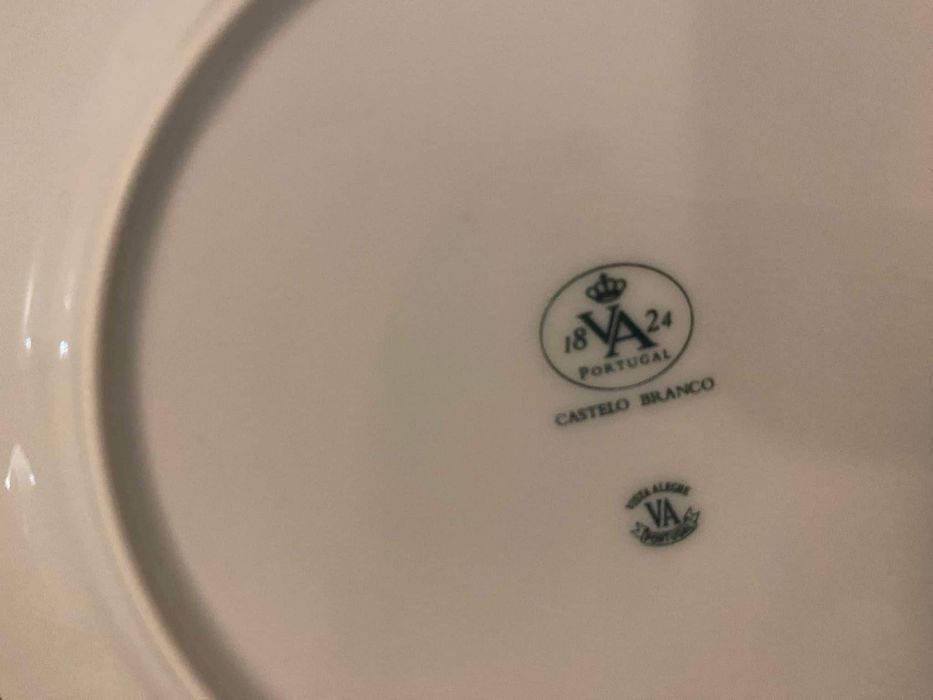 18 VA 24
PORTUGAL
CASTELO BRANCO
VISTA ALEGRE
VA
PORTUGAL